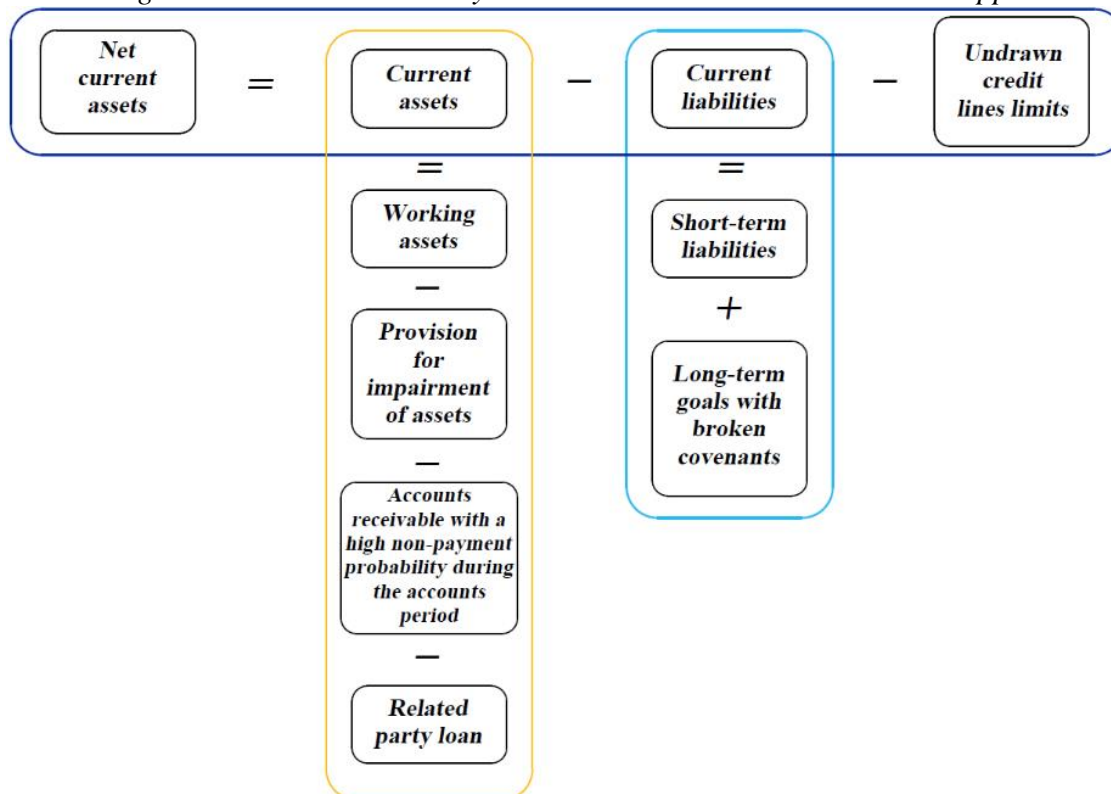 Net
current
assets
=
Current
assets
−
Current
liabilities
−
Undrawn
credit
lines limits
=
Working
assets
−
Provision
for
impairment
of assets
−
Accounts
receivable with a
high non-payment
probability during
the accounts
period
−
Related
party loan
=
Short-term
liabilities
+
Long-term
goals with
broken
covenants